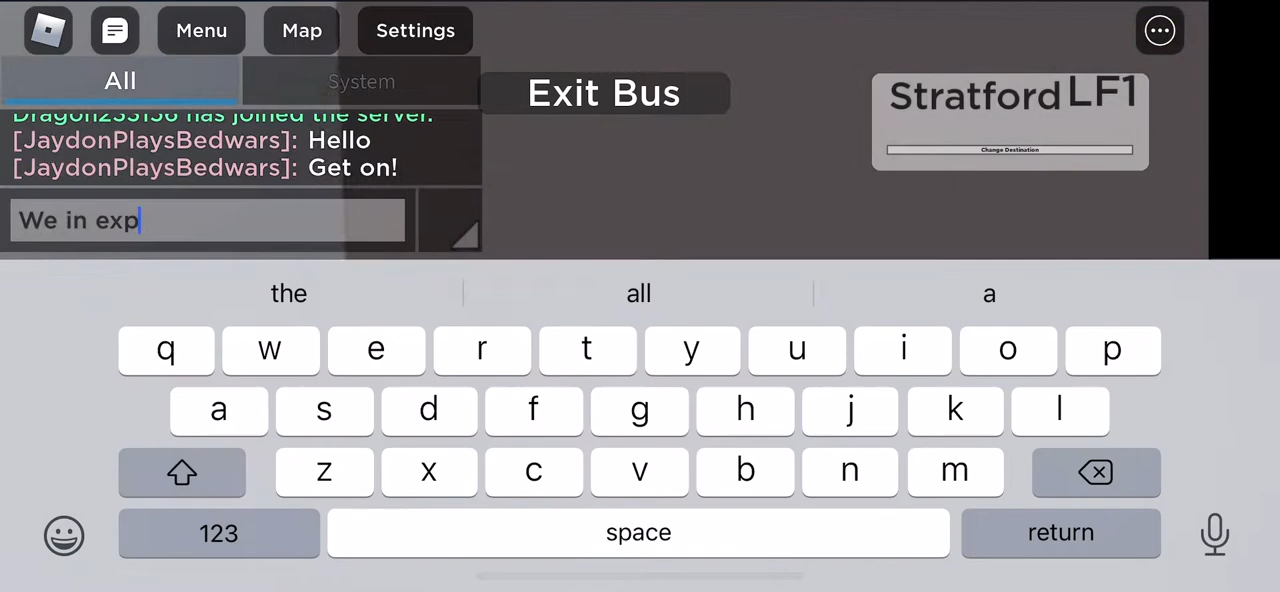 Menu
Map
Settings
All
System
Exit Bus
Stratford LF1
Change Destination
Dragon233156 has joined the server.
[JaydonPlaysBedwars]: Hello
[JaydonPlaysBedwars]: Get on!
We in exp
the
all
a
q w e r t y u i o p
a s d f g h j k l
z x c v b n m
123
space
return